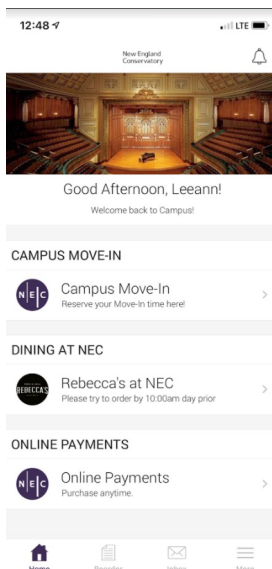 12:48
LTE
New England
Conservatory
Good Afternoon, Leeann!
Welcome back to Campus!
CAMPUS MOVE-IN
N E C
Campus Move-In
Reserve your Move-In time here!
DINING AT NEC
REBECCA'S
Rebecca's at NEC
Please try to order by 10:00am day prior
ONLINE PAYMENTS
N E C
Online Payments
Purchase anytime.
Home
Reorder
Inbox
More